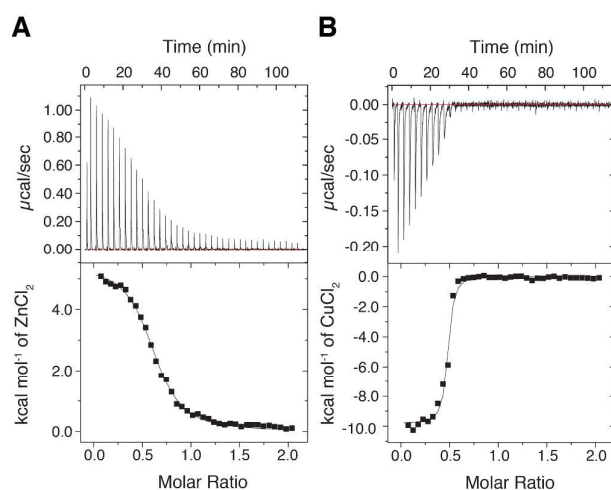 A
Time (min)
0 20 40 60 80 100
1.00
0.80
0.60
0.40
0.20
0.00
µcal/sec
4.0
2.0
0.0
kcal mol⁻¹ of ZnCl₂
0.0 0.5 1.0 1.5 2.0
Molar Ratio
B
Time (min)
0 20 40 60 80 100
0.00
-0.05
-0.10
-0.15
-0.20
µcal/sec
0.0
-2.0
-4.0
-6.0
-8.0
-10.0
kcal mol⁻¹ of CuCl₂
0.0 0.5 1.0 1.5 2.0
Molar Ratio